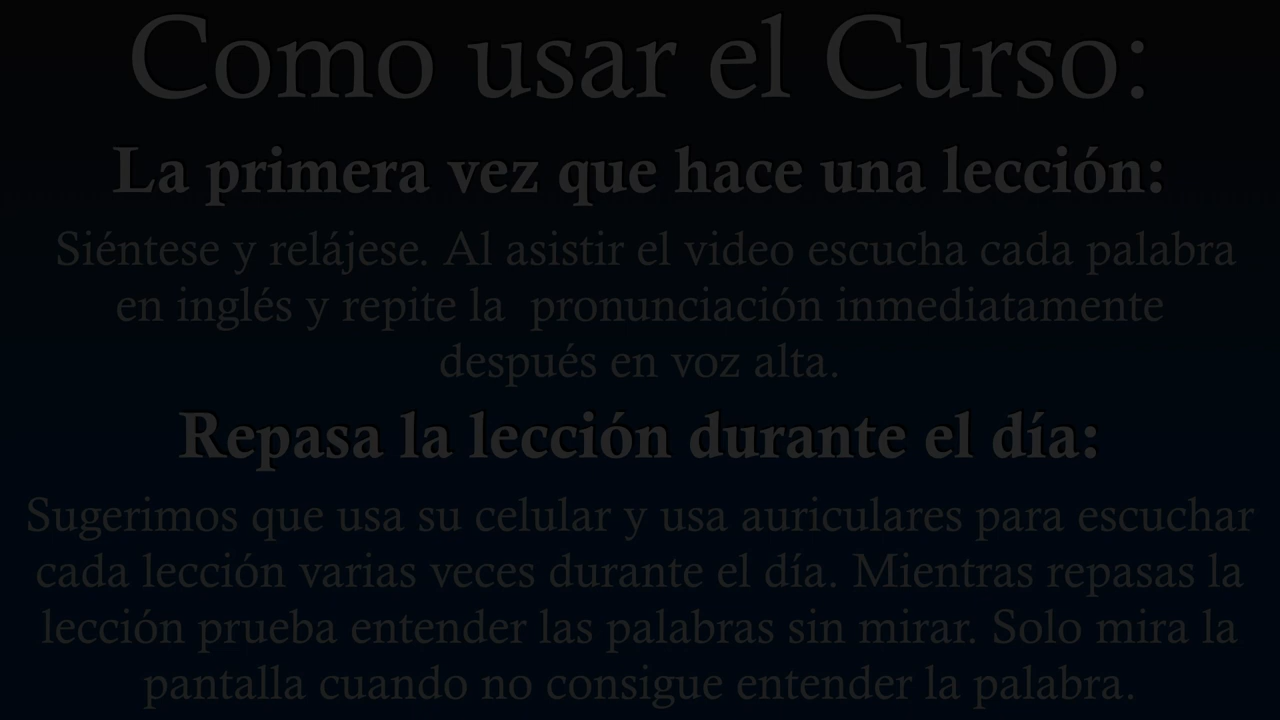 Como usar el Curso:
La primera vez que hace una lección:
Siéntese y relájese. Al asistir el video escucha cada palabra
en inglés y repite la  pronunciación inmediatamente
después en voz alta.
Repasa la lección durante el día:
Sugerimos que usa su celular y usa auriculares para escuchar
cada lección varias veces durante el día. Mientras repasas la
lección prueba entender las palabras sin mirar. Solo mira la
pantalla cuando no consigue entender la palabra.